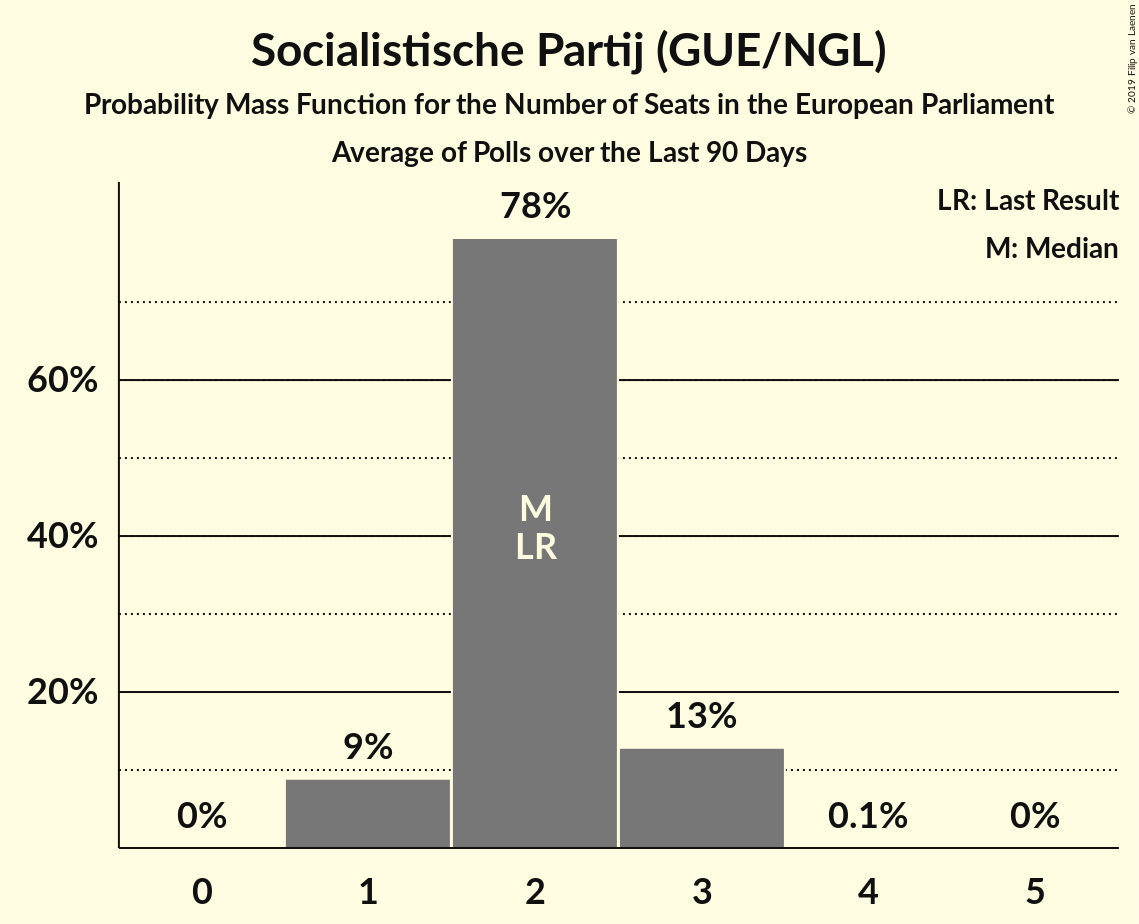 Socialistische Partij (GUE/NGL)
Probability Mass Function for the Number of Seats in the European Parliament
Average of Polls over the Last 90 Days
© 2019 Filip van Laenen
LR: Last Result
M: Median
78%
60%
40%
20%
M
LR
13%
9%
0%
0.1%
0%
0 1 2 3 4 5